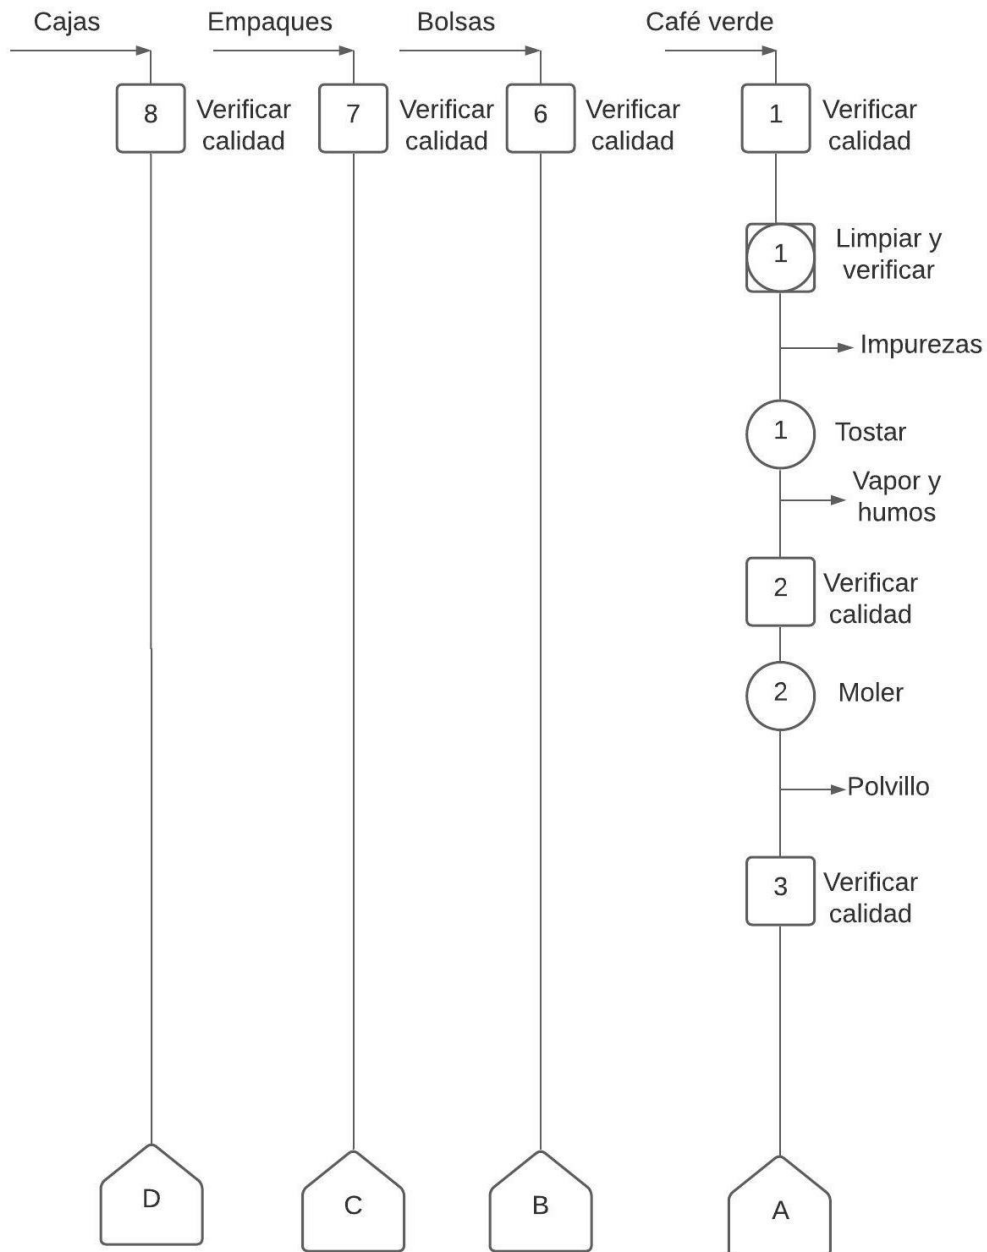 Cajas
Empaques
Bolsas
Café verde
8
Verificar
calidad
7
Verificar
calidad
6
Verificar
calidad
1
Verificar
calidad
1
Limpiar y
verificar
Impurezas
1
Tostar
Vapor y
humos
2
Verificar
calidad
2
Moler
Polvillo
3
Verificar
calidad
D
C
B
A